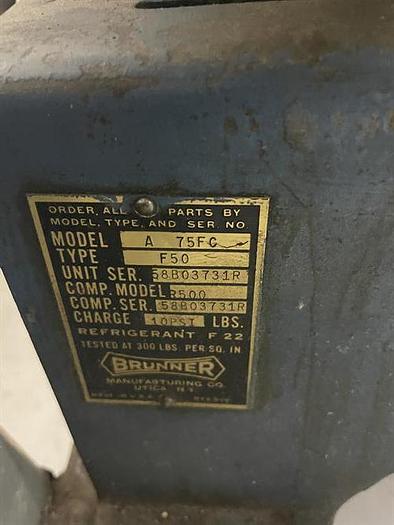 ORDER ALL PARTS BY
MODEL, TYPE, AND SER. NO.
MODEL A 75FC
TYPE F50
UNIT SER. 58B03731R
COMP. MODEL R500
COMP. SER. 58B03731R
CHARGE 10PSI LBS.
REFRIGERANT F 22
TESTED AT 300 LBS. PER SQ. IN
BRUNNER
MANUFACTURING CO.
UTICA N.Y.